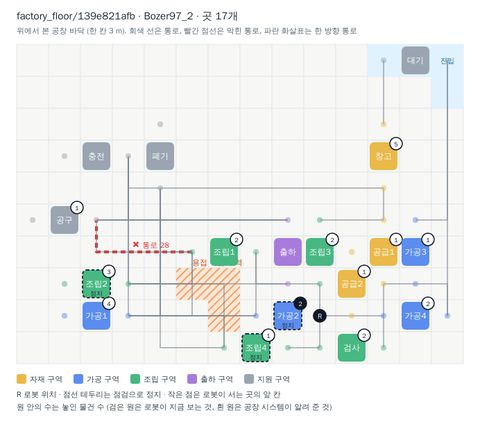 factory_floor/139e821afb · Bozer97_2 · 곳 17개
위에서 본 공장 바닥 (한 칸 3 m). 회색 선은 통로, 빨간 점선은 막힌 통로, 파란 화살표는 한 방향 통로
대기
진입
충전
폐기
창고 5
공구 1
✖ 통로 28
조립1 2
출하
조립3 2
공급1 1
가공3 1
용접
역
조립2 3
정지
공급2 1
가공1 4
가공2 2
정지
R
가공4 2
조립4 1
정지
검사 2
자재 구역
가공 구역
조립 구역
출하 구역
지원 구역
R 로봇 위치 · 점선 테두리는 점검으로 정지 · 작은 점은 로봇이 서는 곳의 앞 칸
원 안의 수는 놓인 물건 수 (검은 원은 로봇이 지금 보는 것, 흰 원은 공장 시스템이 알려 준 것)